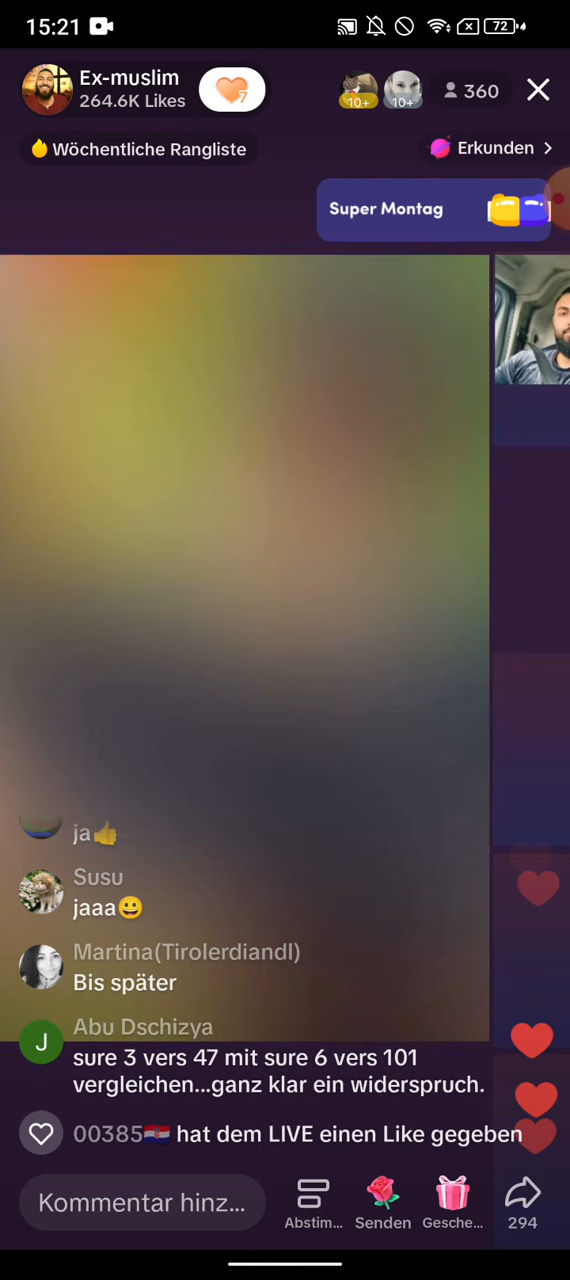 15:21
72
Ex-muslim
264.6K Likes
7
10+
10+
360
Wöchentliche Rangliste
Erkunden >
Super Montag
ja👍
Susu
jaaa😀
Martina(Tirolerdiandl)
Bis später
J
Abu Dschizya
sure 3 vers 47 mit sure 6 vers 101
vergleichen...ganz klar ein widerspruch.
00385🇭🇷 hat dem LIVE einen Like gegeben
Kommentar hinz...
Abstim...
Senden
Gesche...
294